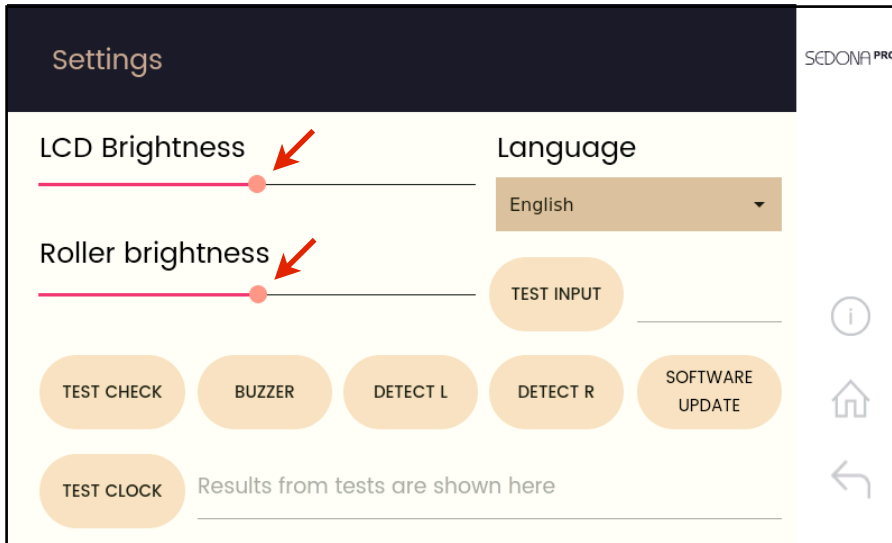 Settings
SEDONA PRO
LCD Brightness
Language
English
Roller brightness
TEST INPUT
TEST CHECK
BUZZER
DETECT L
DETECT R
SOFTWARE
UPDATE
TEST CLOCK
Results from tests are shown here